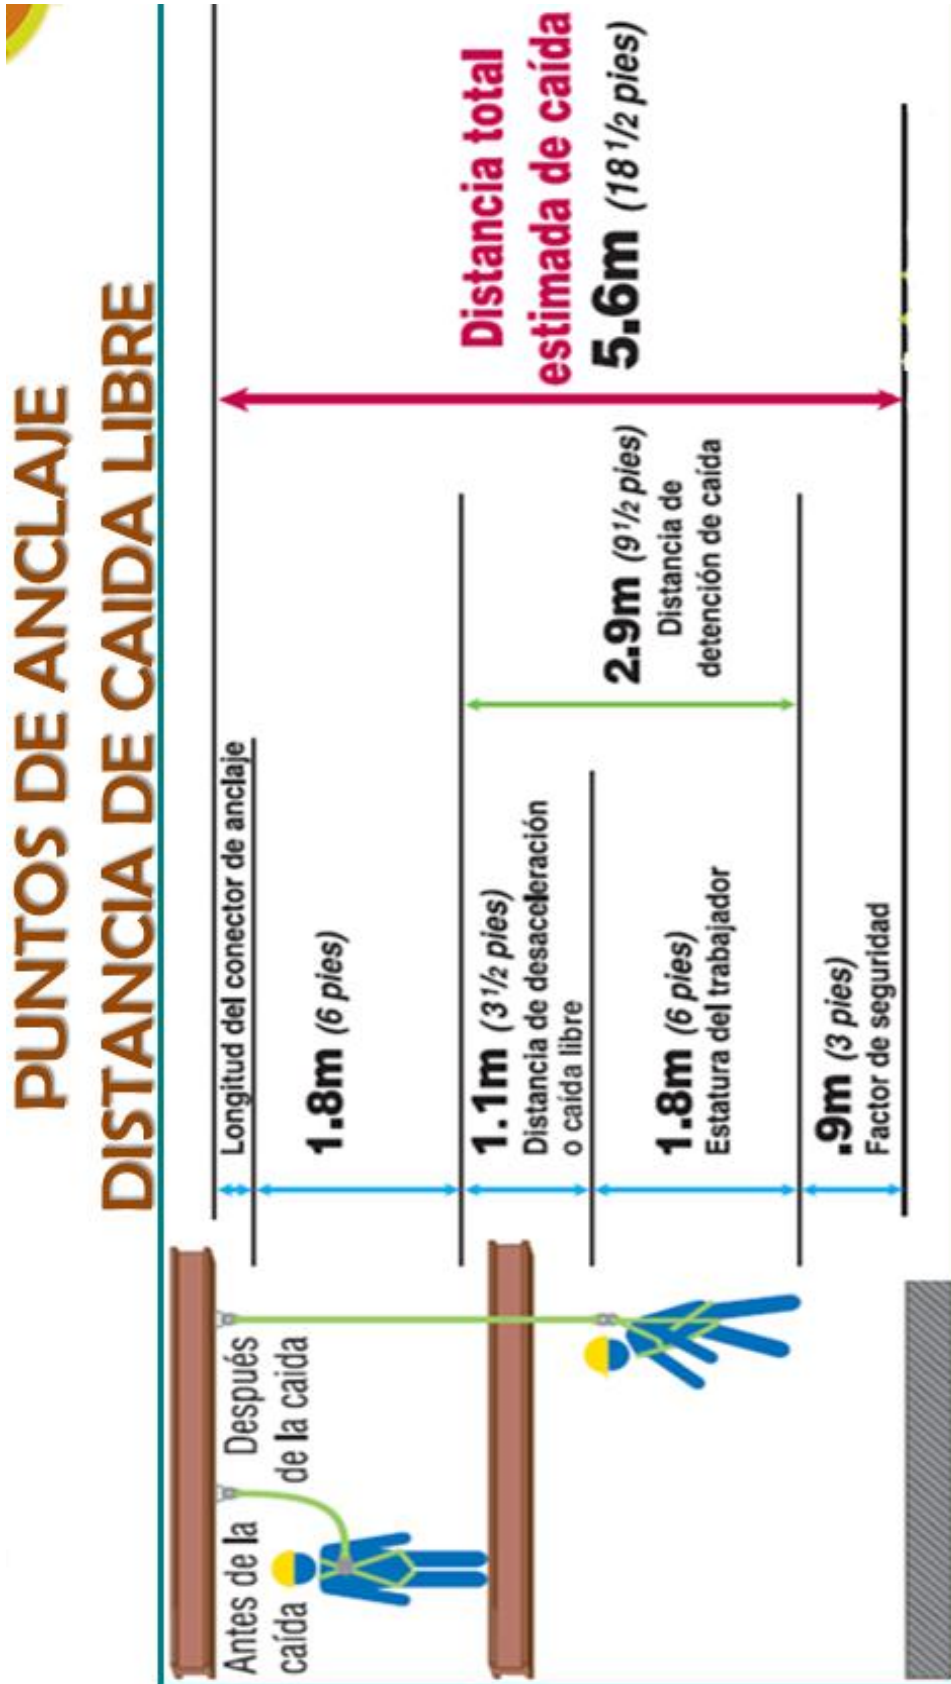 PUNTOS DE ANCLAJE
DISTANCIA DE CAIDA LIBRE
Antes de la
caída
Después
de la caida
Longitud del conector de anclaje
1.8m (6 pies)
1.1m (3 1/2 pies)
Distancia de desaceleración
o caída libre
1.8m (6 pies)
Estatura del trabajador
.9m (3 pies)
Factor de seguridad
2.9m (9 1/2 pies)
Distancia de
detención de caída
Distancia total
estimada de caída
5.6m (18 1/2 pies)